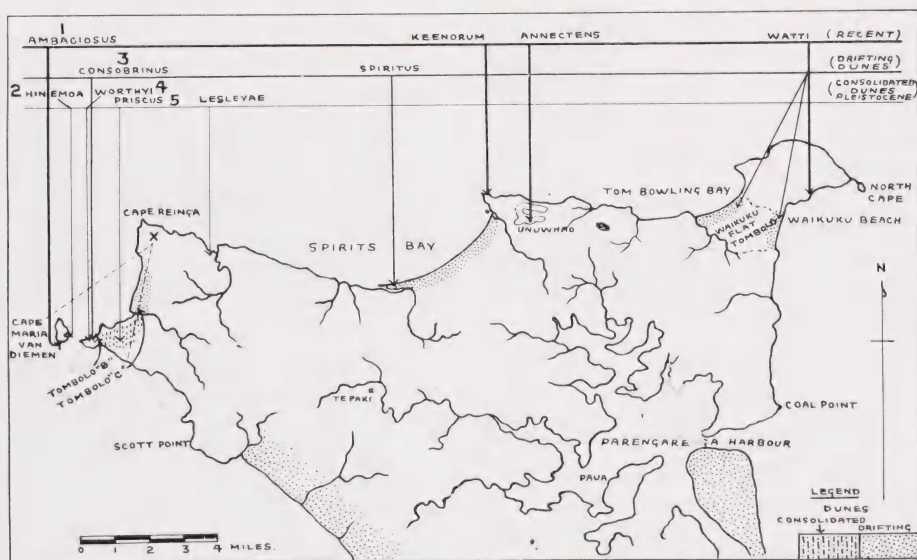 1
AMBAGIOSUS KEENORUM ANNECTENS WATTI (RECENT)
3
CONSOBRINUS SPIRITUS (DRIFTING DUNES)
2 HINEMOA WORTHYI 4 (CONSOLIDATED DUNES PLEISTOCENE)
PRISCUS 5 LESLEYAE
CAPE REINGA
X
SPIRITS BAY
UNUWHAO
TOM BOWLING BAY
NORTH CAPE
WAIKUKU FLAT TOMBOLO
WAIKUKU BEACH
N
CAPE MARIA VAN DIEMEN
TOMBOLO "B"
TOMBOLO "C"
TEPAKI
SCOTT POINT
COAL POINT
PARENGARE A HARBOUR
PAUA
LEGEND
DUNES
CONSOLIDATED DRIFTING
0 1 2 3 4 MILES.